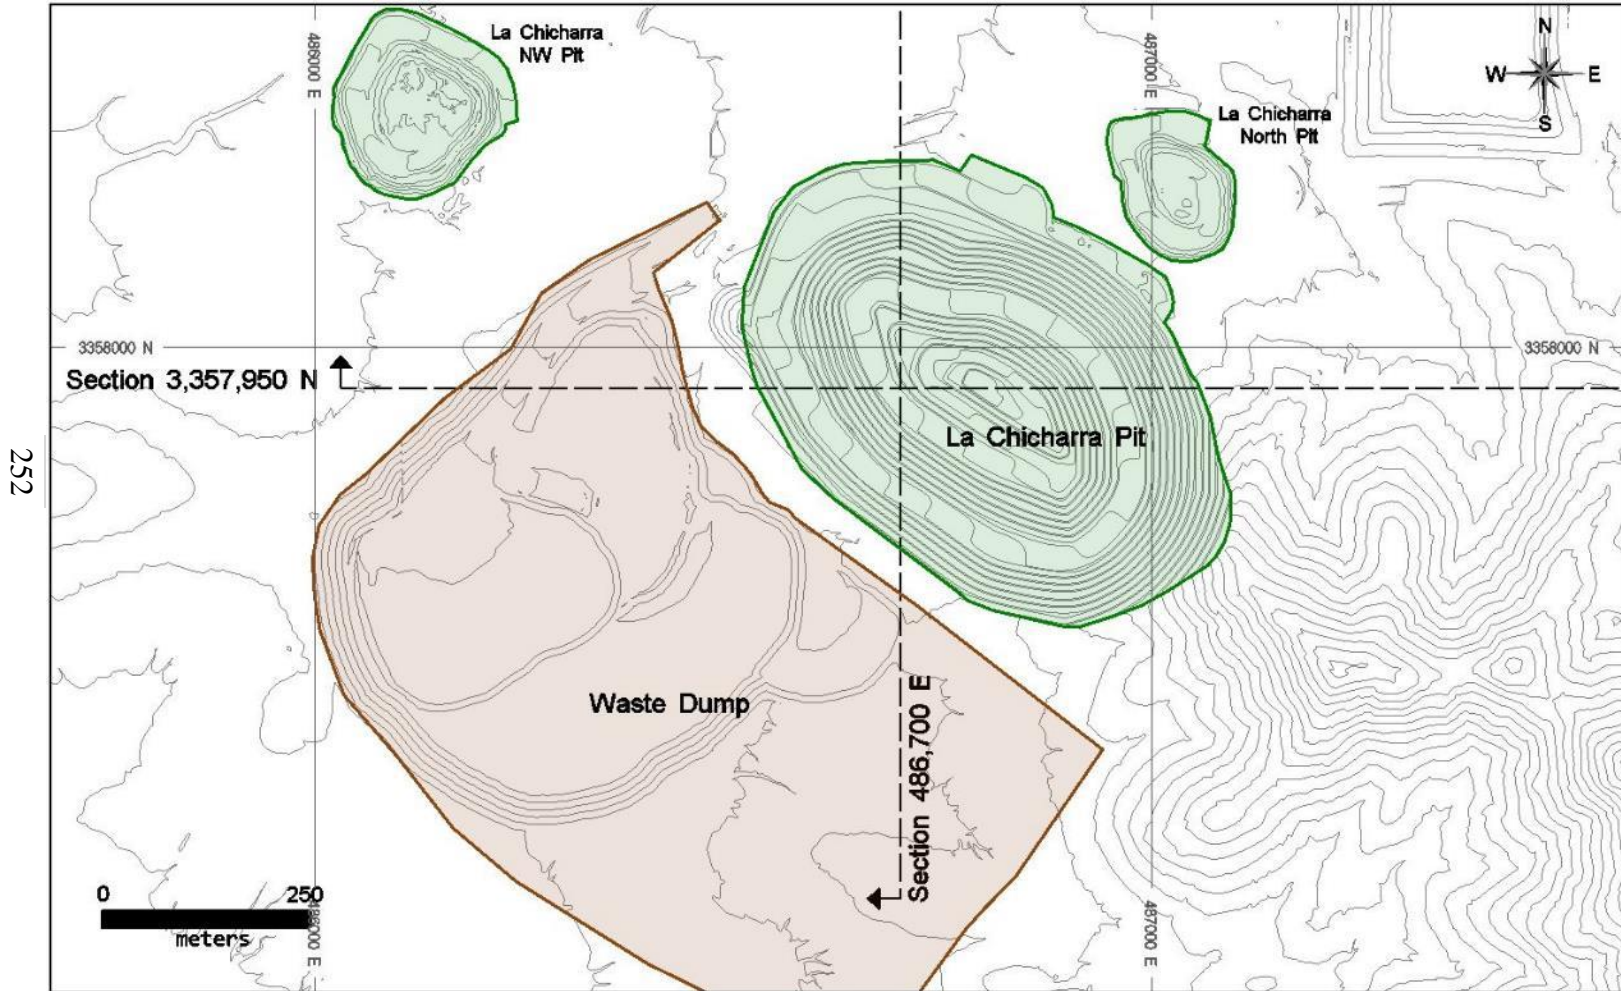 La Chicharra
NW Pit
486000 E
487000 E
N
W E
S
La Chicharra
North Pit
3358000 N
3358000 N
Section 3,357,950 N
La Chicharra Pit
252
Waste Dump
Section 486,700 E
0 250
meters
486000 E
487000 E